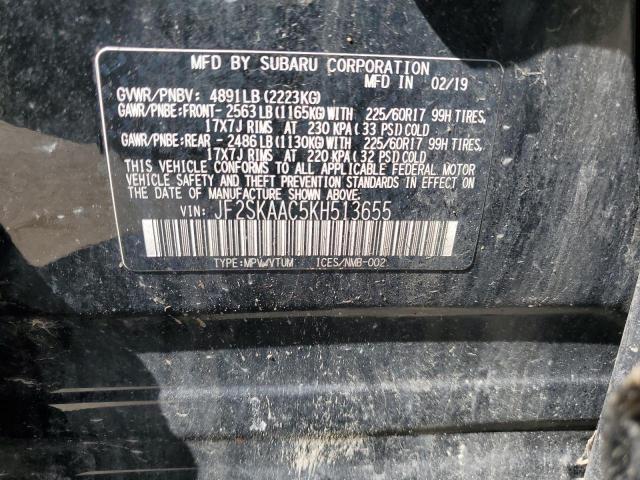 MFD BY SUBARU CORPORATION
MFD IN 02/19
GVWR/PNBV: 4891LB(2223KG)
GAWR/PNBE:FRONT-2563LB(1165KG)WITH 225/60R17 99H TIRES,
17X7J RIMS AT 230 KPA(33 PSI)COLD
GAWR/PNBE:REAR-2486LB(1130KG)WITH 225/60R17 99H TIRES,
17X7J RIMS AT 220 KPA(32 PSI)COLD
THIS VEHICLE CONFORMS TO ALL APPLICABLE FEDERAL MOTOR
VEHICLE SAFETY AND THEFT PREVENTION STANDARDS IN EFFECT ON
THE DATE OF MANUFACTURE SHOWN ABOVE.
VIN: JF2SKAAC5KH513655
TYPE:MPV/VTUM ICES/NMB-002